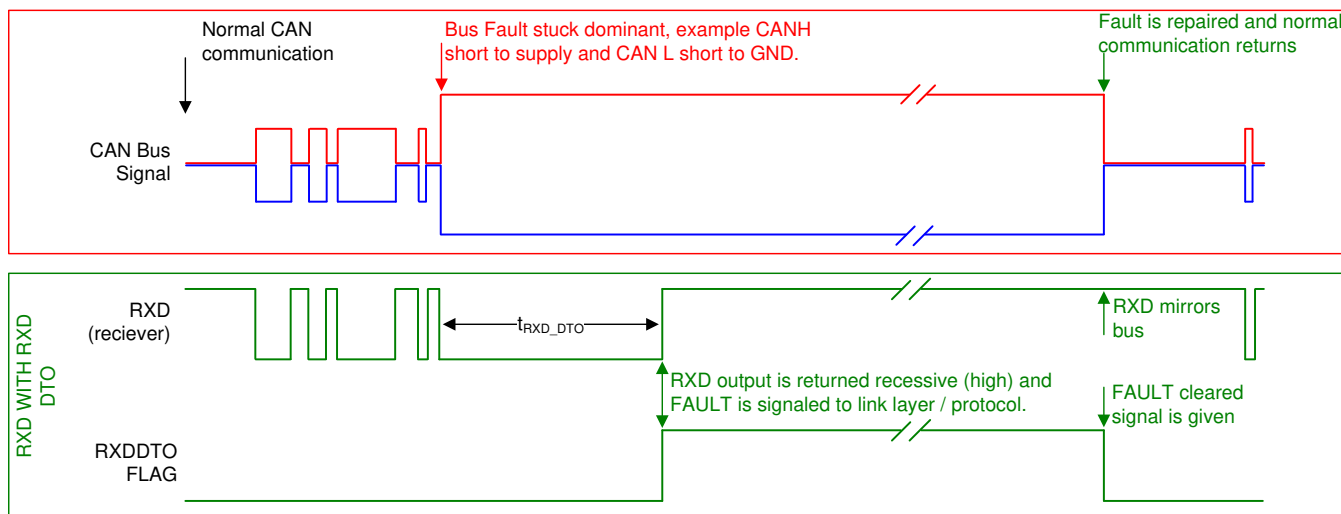 Normal CAN
communication
Bus Fault stuck dominant, example CANH
short to supply and CAN L short to GND.
Fault is repaired and normal
communication returns
CAN Bus
Signal
RXD WITH RXD
DTO
RXD
(reciever)
tRXD_DTO
RXD mirrors
bus
RXD output is returned recessive (high) and
FAULT is signaled to link layer / protocol.
FAULT cleared
signal is given
RXDDTO
FLAG